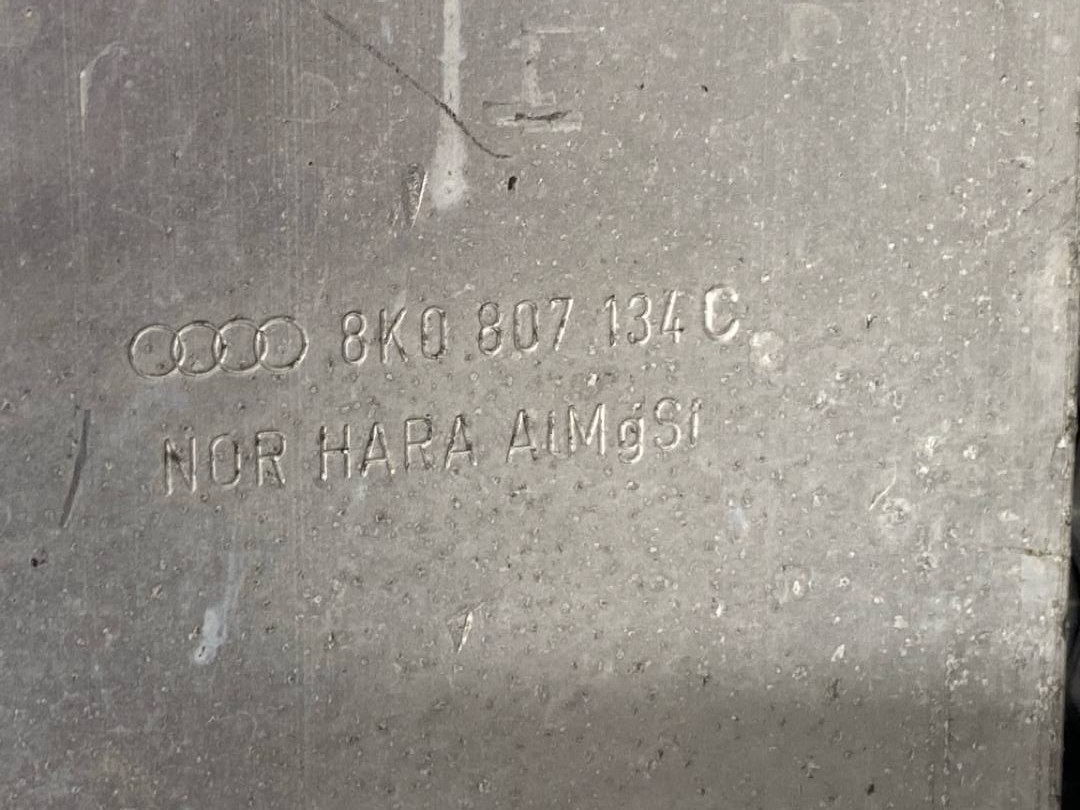 8K0 807 134 C
NOR HARA AlMgSi